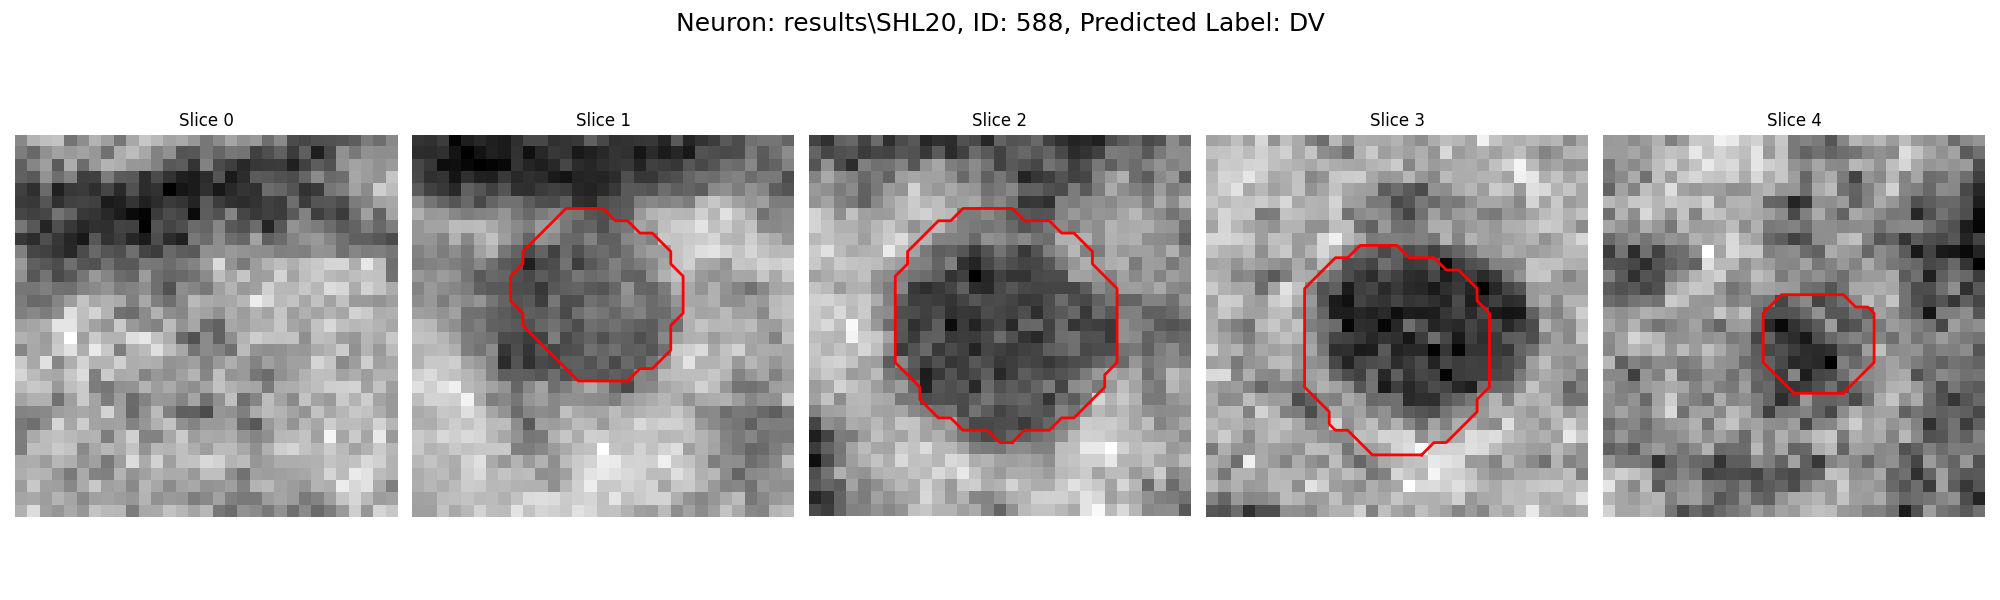 Neuron: results\SHL20, ID: 588, Predicted Label: DV
Slice 0
Slice 1
Slice 2
Slice 3
Slice 4